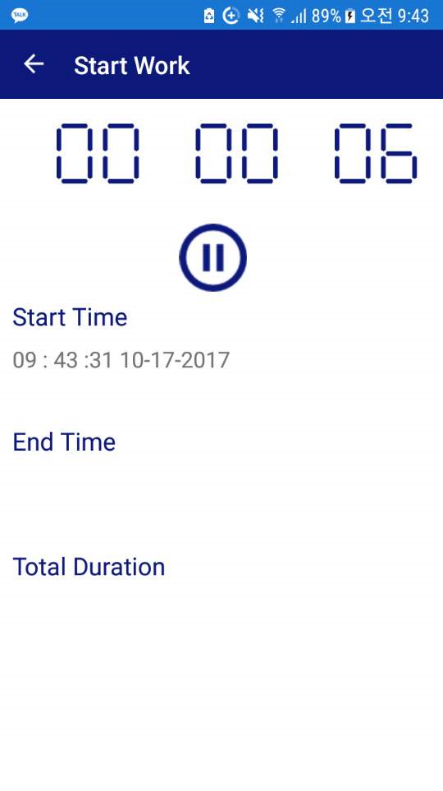 TALK 89% 오전 9:43
Start Work
00 00 06
Start Time
09 : 43 :31 10-17-2017
End Time
Total Duration